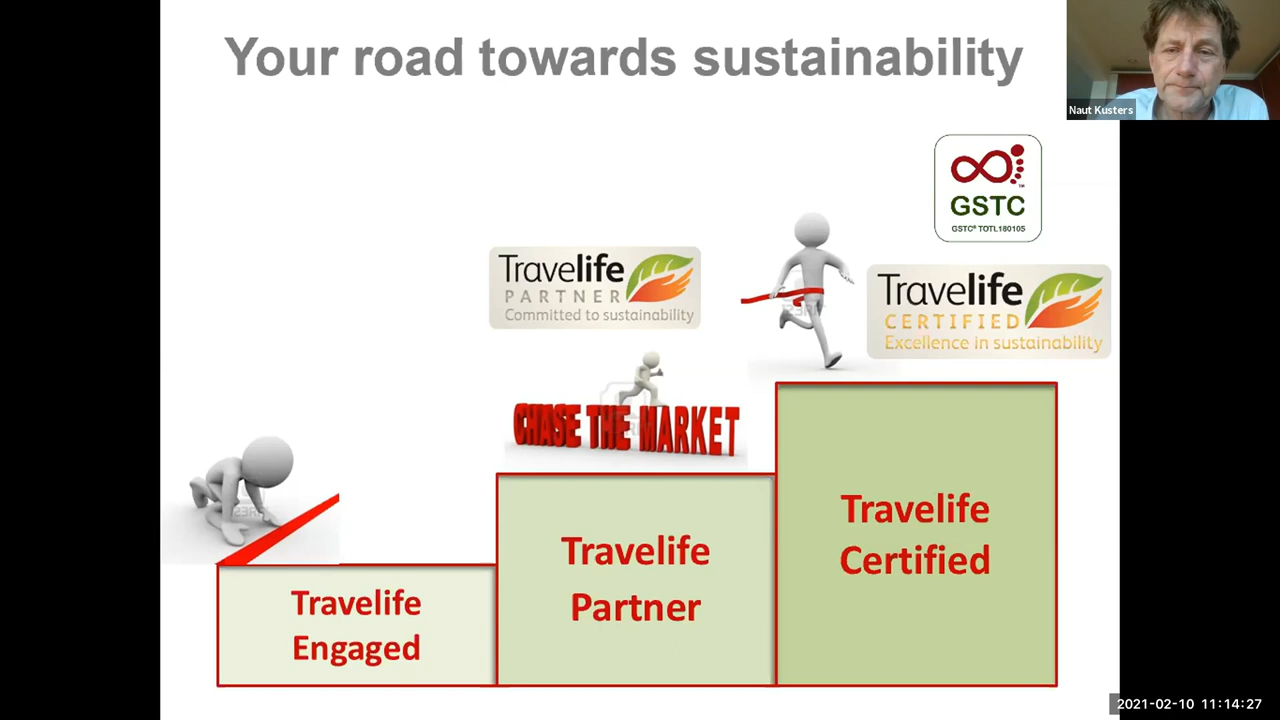 Your road towards sustainability
Naut Kusters
GSTC
GSTC® TOTL180105
Travelife
PARTNER
Committed to sustainability
Travelife
CERTIFIED
Excellence in sustainability
CHASE THE MARKET
Travelife
Engaged
Travelife
Partner
Travelife
Certified
2021-02-10 11:14:27